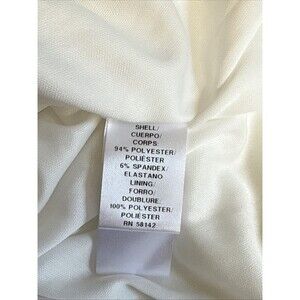 SHELL/
CUERPO/
CORPS:
94% POLYESTER/
POLIÉSTER
6% SPANDEX/
ELASTANO
LINING/
FORRO/
DOUBLURE:
100% POLYESTER/
POLIÉSTER
RN 58142